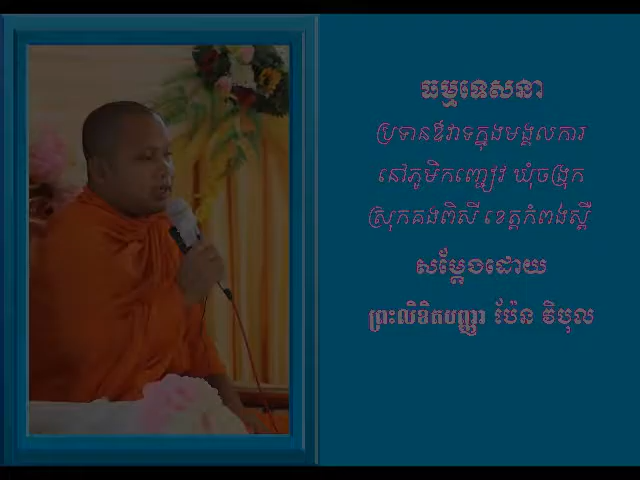 ធម្មទេសនា
ប្រទានឱវាទក្នុងមង្គលការ
នៅភូមិកញ្ជៀវ ឃុំចង្រុក
ស្រុកគងពិសី ខេត្តកំពង់ស្ពឺ
សម្ដែងដោយ
ព្រះលិខិតបញ្ញា ប៉ែន វិបុល